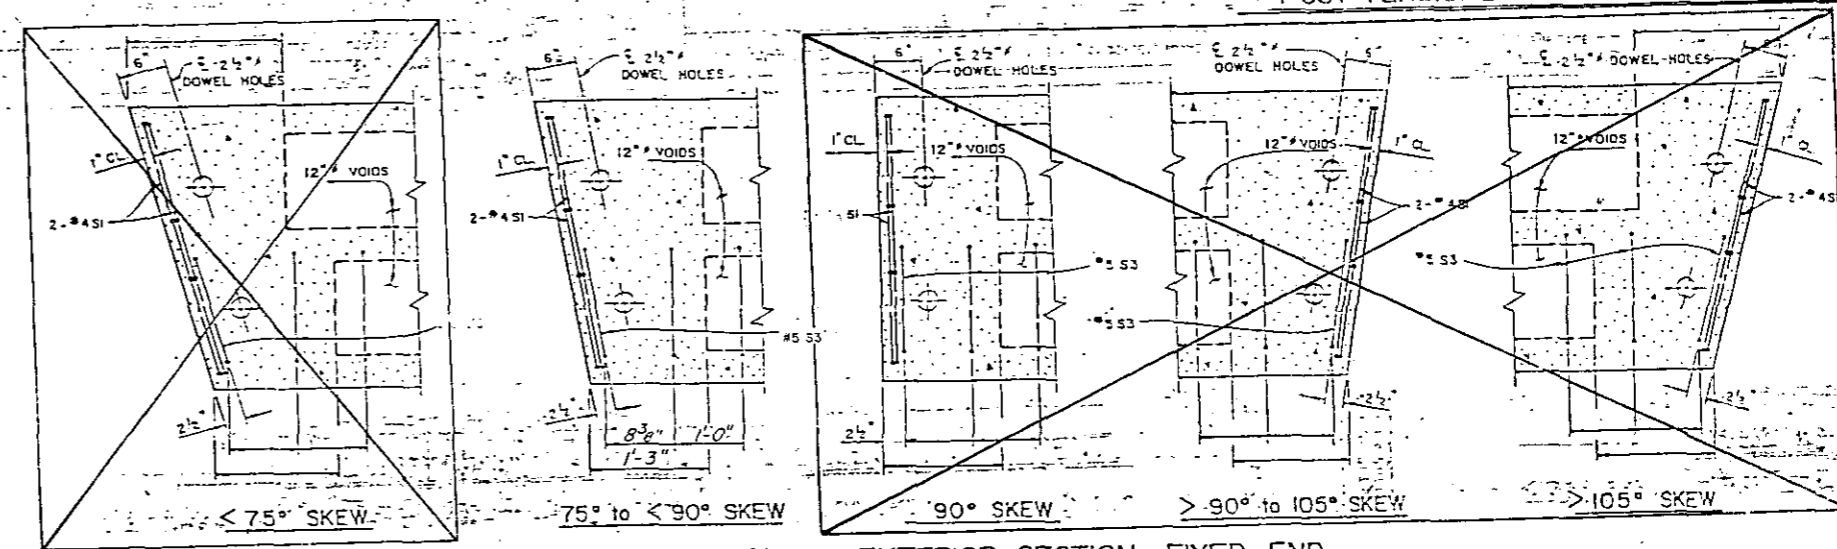 6"
℄ 2½"ø
DOWEL HOLES
1" CL
12"ø VOIDS
2-#4 S1
2½"
< 75° SKEW
6"
℄ 2½"ø
DOWEL HOLES
1" CL
12"ø VOIDS
2-#4 S1
#5 S3
2½"
8⅜" 1'-0"
1'-3"
75° to < 90° SKEW
6"
℄ 2½"ø
DOWEL HOLES
1" CL
12"ø VOIDS
S1
#5 S3
2½"
90° SKEW
℄ 2½"ø
DOWEL HOLES
1" CL
12"ø VOIDS
2-#4 S1
#5 S3
2½"
> 90° to 105° SKEW
℄ 2½"ø DOWEL HOLES
1" CL
12"ø VOIDS
2-#4 S1
#5 S3
2½"
> 105° SKEW
EXTERIOR SECTION FIXED END